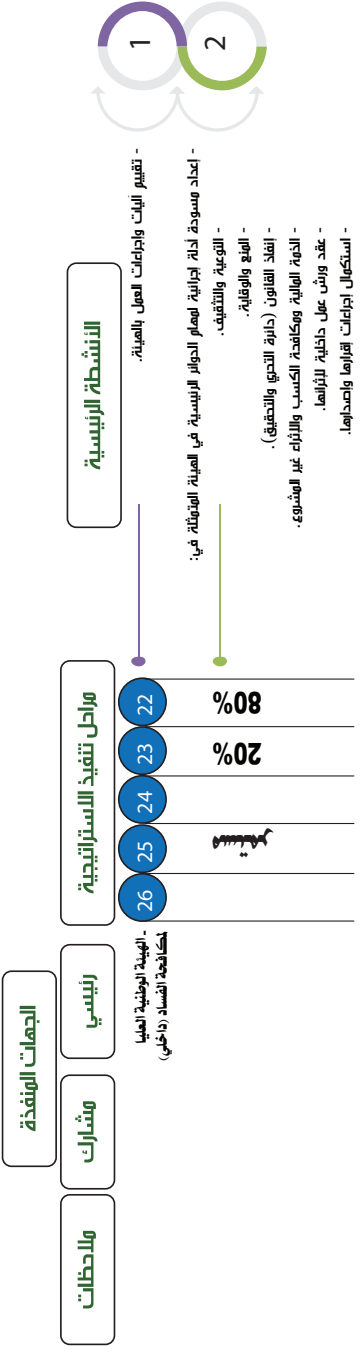 الأنشطة الرئيسية
مراحل تنفيذ الاستراتيجية
الجهات المنفذة
رئيسي
مشارك
ملاحظات
22
23
24
25
26
1
- تقييم آليات وإجراءات العمل بالهيئة.
- الهيئة الوطنية العليا
لمكافحة الفساد (داخلي)
2
- إعداد مسودة أدلة إجرائية لمهام الدوائر الرئيسية في الهيئة المتمثلة في:
- التوعية والتثقيف.
- المنع والوقاية.
- إنفاذ القانون (دائرة التحري والتحقيق).
- الذمة المالية ومكافحة الكسب والإثراء غير المشروع.
- عقد ورش عمل داخلية لإثرائها.
- استكمال إجراءات إقرارها وإصدارها.
80%
20%
مستمر